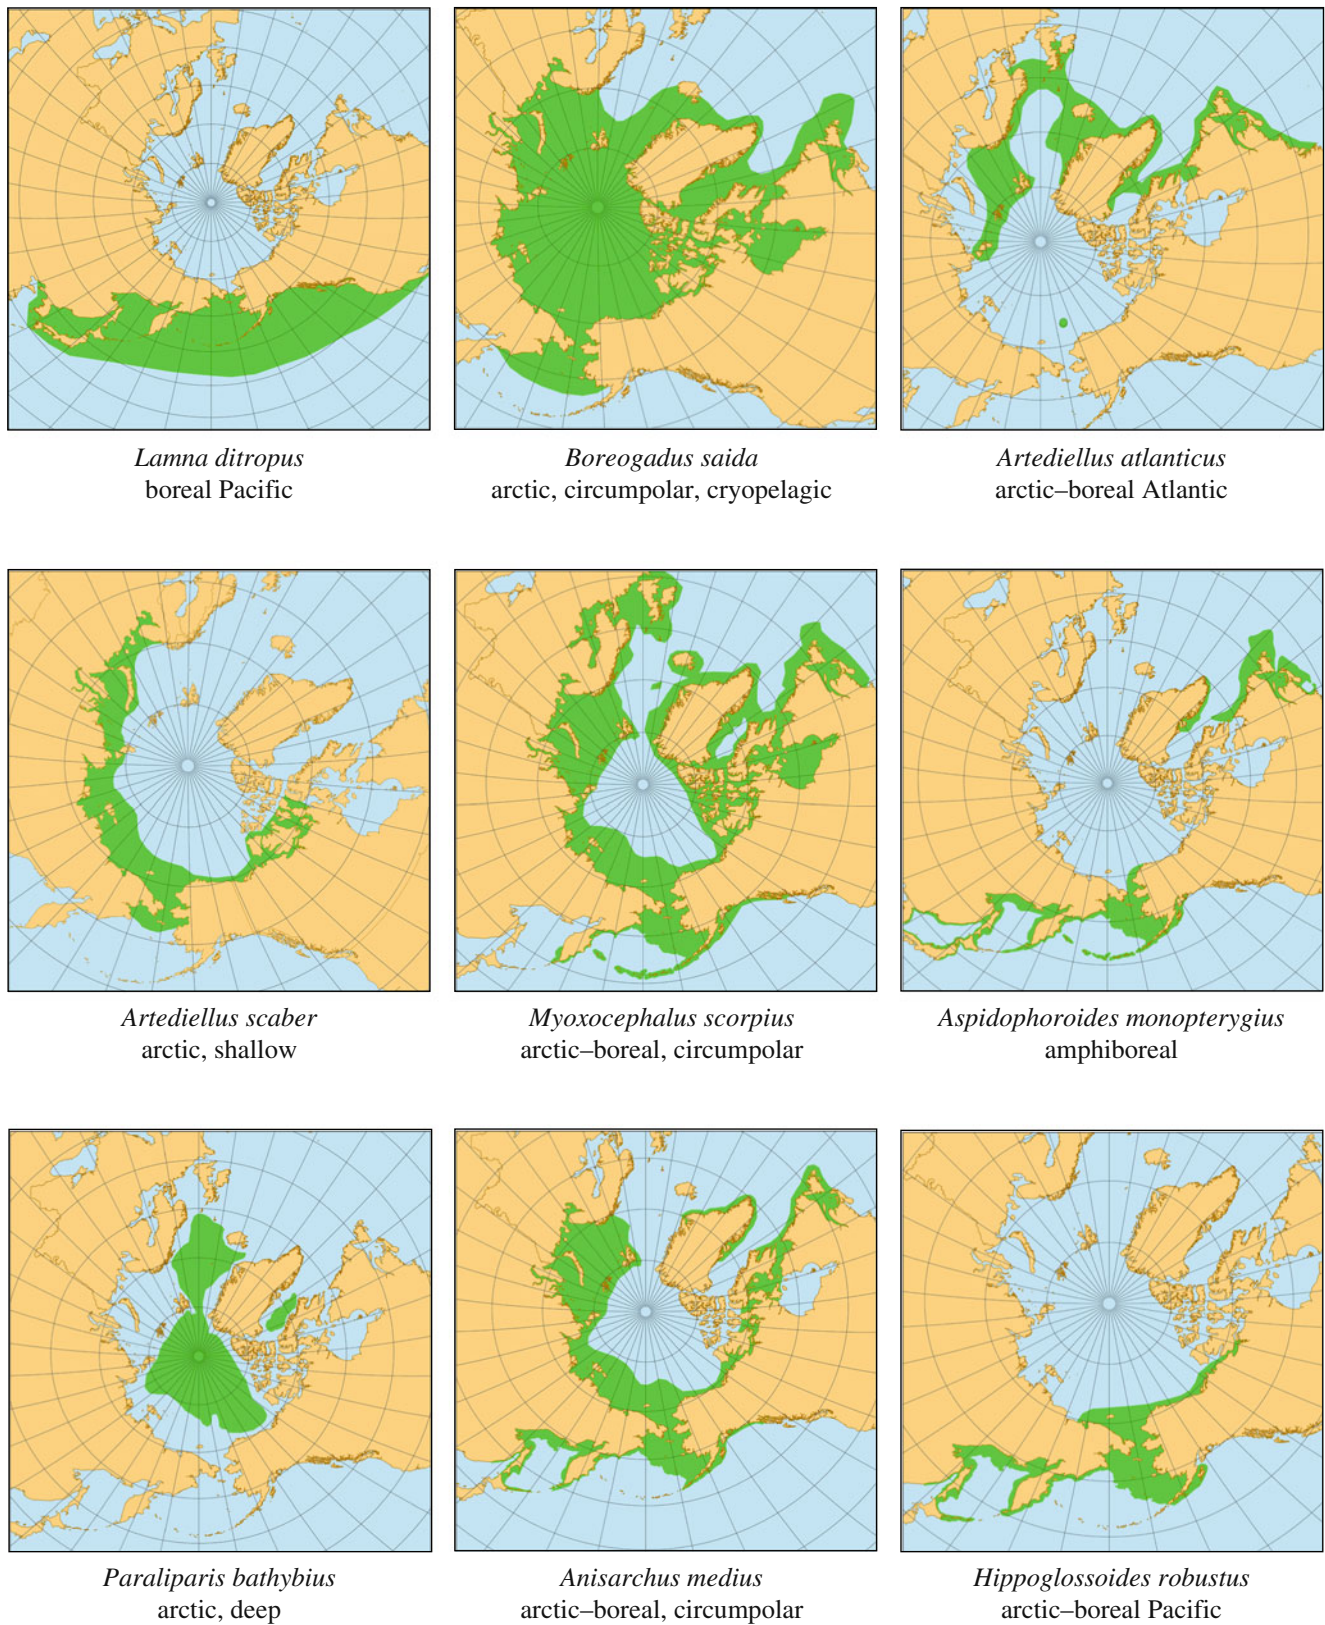 Lamna ditropus
boreal Pacific
Boreogadus saida
arctic, circumpolar, cryopelagic
Artediellus atlanticus
arctic–boreal Atlantic
Artediellus scaber
arctic, shallow
Myoxocephalus scorpius
arctic–boreal, circumpolar
Aspidophoroides monopterygius
amphiboreal
Paraliparis bathybius
arctic, deep
Anisarchus medius
arctic–boreal, circumpolar
Hippoglossoides robustus
arctic–boreal Pacific